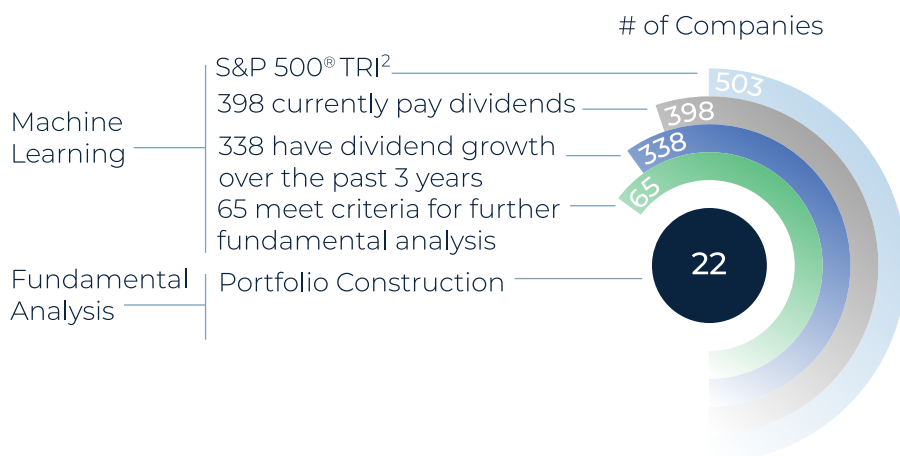 # of Companies
S&P 500® TRI²
503
398 currently pay dividends
398
Machine
Learning
338 have dividend growth
over the past 3 years
338
65 meet criteria for further
fundamental analysis
65
Fundamental
Analysis
Portfolio Construction
22